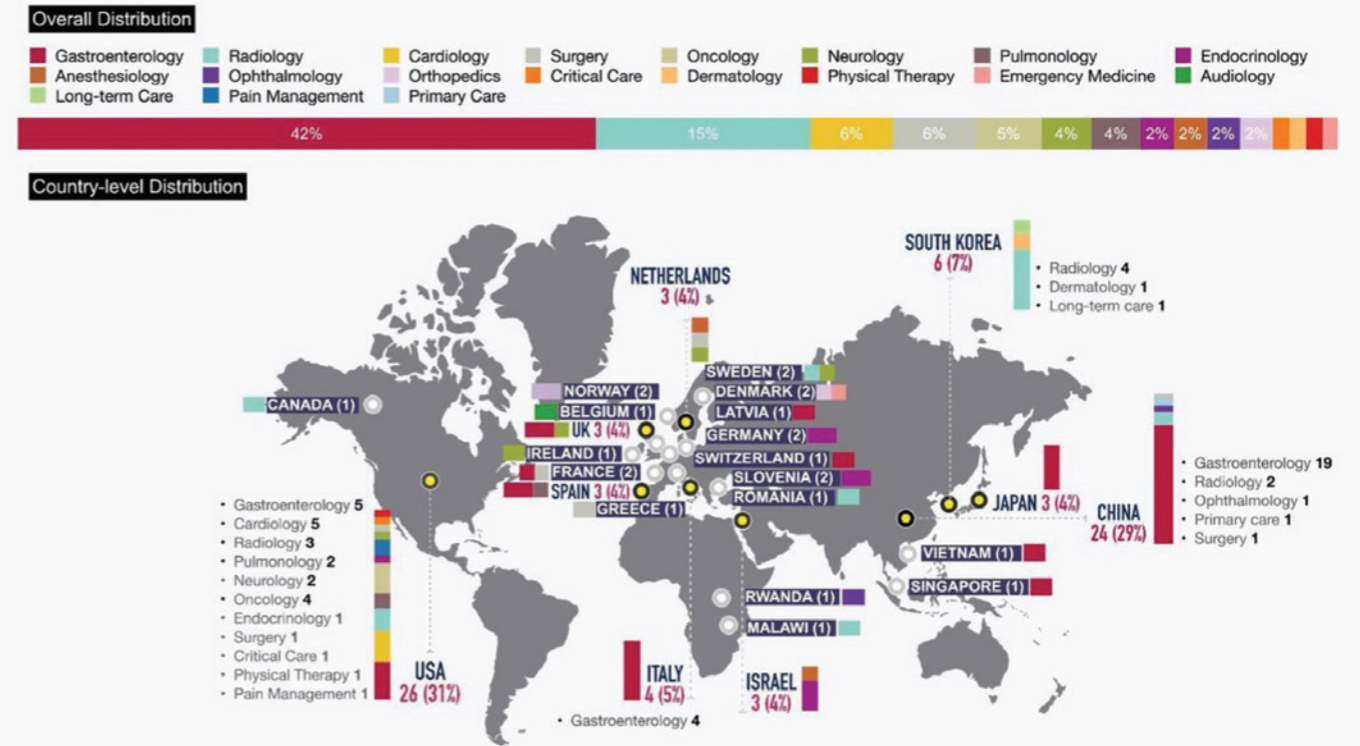 Overall Distribution
Gastroenterology Radiology Cardiology Surgery Oncology Neurology Pulmonology Endocrinology
Anesthesiology Ophthalmology Orthopedics Critical Care Dermatology Physical Therapy Emergency Medicine Audiology
Long-term Care Pain Management Primary Care
42% 15% 6% 6% 5% 4% 4% 2% 2% 2% 2%
Country-level Distribution
SOUTH KOREA
6 (7%)
• Radiology 4
• Dermatology 1
• Long-term care 1
NETHERLANDS
3 (4%)
SWEDEN (2)
NORWAY (2)
DENMARK (2)
CANADA (1)
BELGIUM (1)
LATVIA (1)
UK 3 (4%)
GERMANY (2)
IRELAND (1)
SWITZERLAND (1)
FRANCE (2)
SLOVENIA (2)
SPAIN 3 (4%)
ROMANIA (1)
GREECE (1)
JAPAN 3 (4%)
CHINA
24 (29%)
• Gastroenterology 19
• Radiology 2
• Ophthalmology 1
• Primary care 1
• Surgery 1
VIETNAM (1)
SINGAPORE (1)
RWANDA (1)
MALAWI (1)
• Gastroenterology 5
• Cardiology 5
• Radiology 3
• Pulmonology 2
• Neurology 2
• Oncology 4
• Endocrinology 1
• Surgery 1
• Critical Care 1
• Physical Therapy 1
• Pain Management 1
USA
26 (31%)
ITALY
4 (5%)
• Gastroenterology 4
ISRAEL
3 (4%)